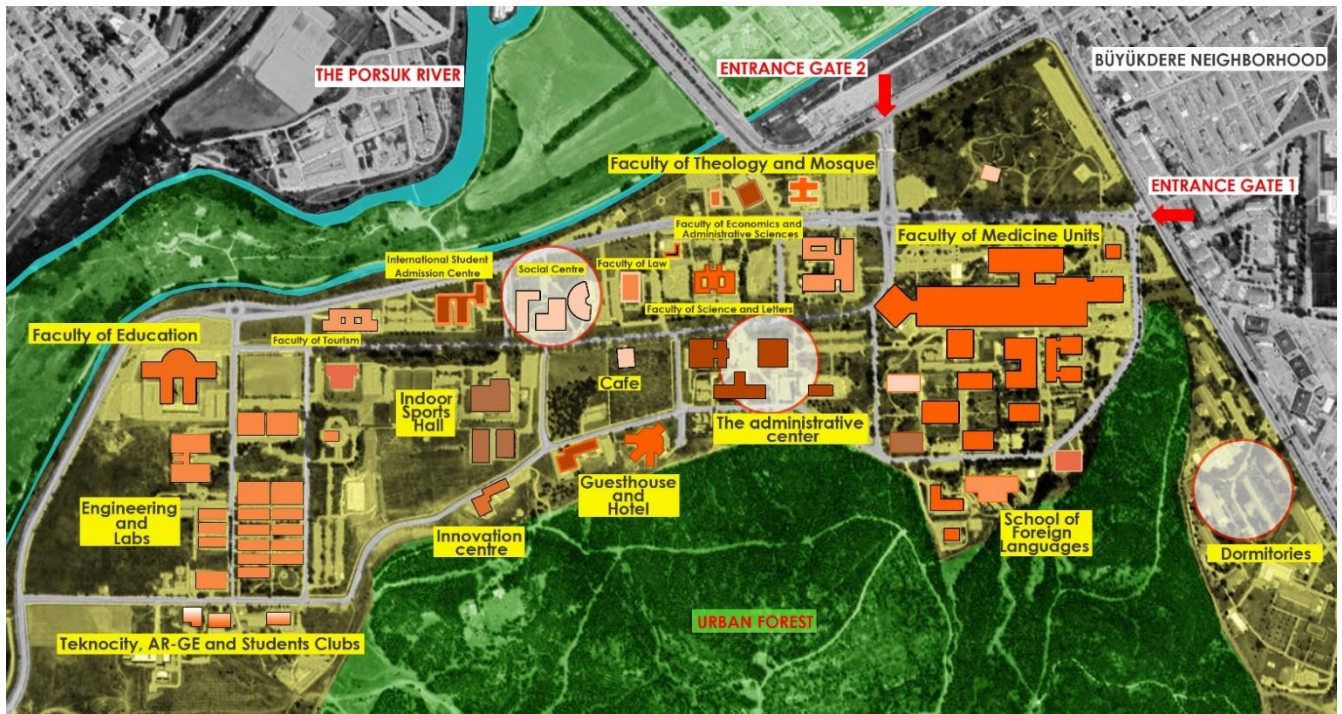 THE PORSUK RIVER
ENTRANCE GATE 2
BÜYÜKDERE NEIGHBORHOOD
Faculty of Theology and Mosque
ENTRANCE GATE 1
Faculty of Economics and
Administrative Sciences
Faculty of Medicine Units
International Student
Admission Centre
Social Centre
Faculty of Law
Faculty of Science and Letters
Faculty of Education
Faculty of Tourism
Cafe
Indoor
Sports
Hall
The administrative
center
Guesthouse
and
Hotel
Engineering
and
Labs
Innovation
centre
School of
Foreign
Languages
Dormitories
URBAN FOREST
Teknocity, AR-GE and Students Clubs